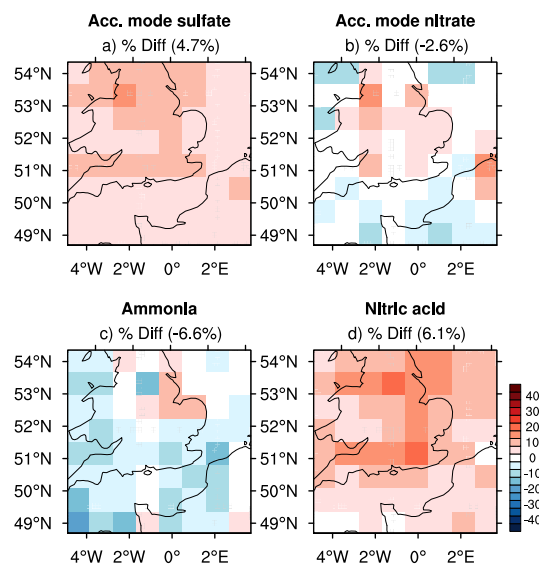 Acc. mode sulfate
a) % Diff (4.7%)
Acc. mode nitrate
b) % Diff (-2.6%)
54°N
53°N
52°N
51°N
50°N
49°N
4°W 2°W 0° 2°E
54°N
53°N
52°N
51°N
50°N
49°N
4°W 2°W 0° 2°E
Ammonia
c) % Diff (-6.6%)
Nitric acid
d) % Diff (6.1%)
54°N
53°N
52°N
51°N
50°N
49°N
4°W 2°W 0° 2°E
54°N
53°N
52°N
51°N
50°N
49°N
4°W 2°W 0° 2°E
40
30
20
10
0
-10
-20
-30
-40